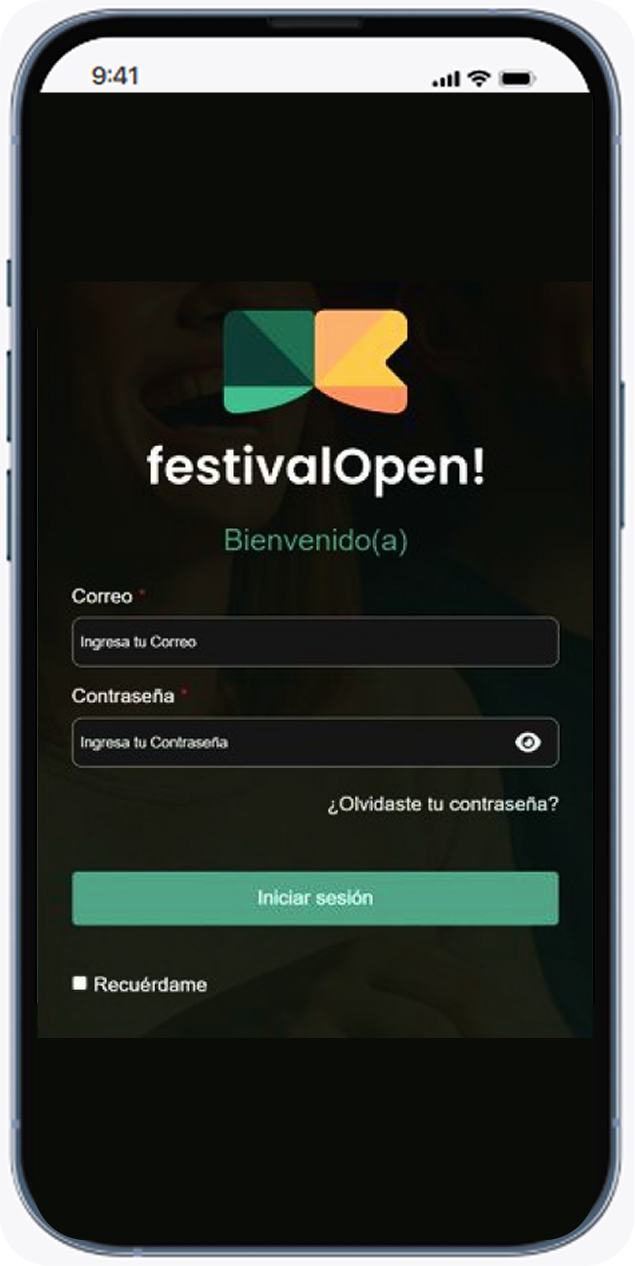 9:41
festivalOpen!
Bienvenido(a)
Correo *
Ingresa tu Correo
Contraseña *
Ingresa tu Contraseña
¿Olvidaste tu contraseña?
Iniciar sesión
Recuérdame